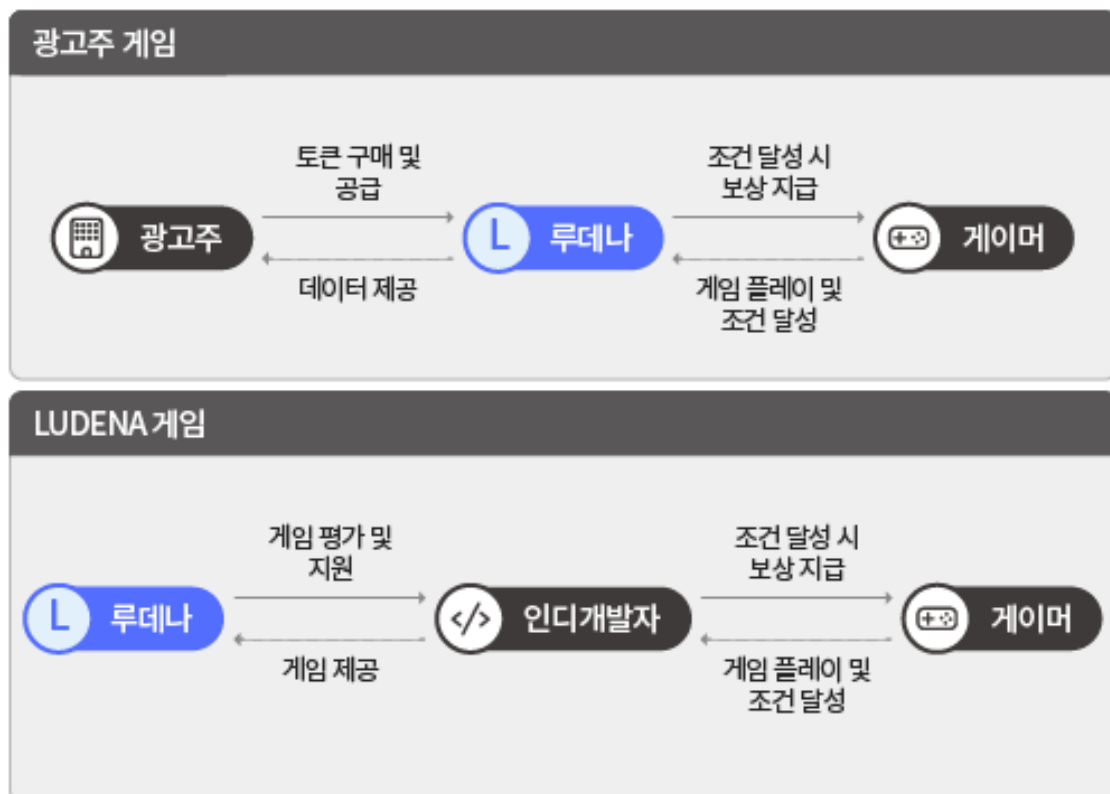 광고주 게임
토큰 구매 및
공급
조건 달성 시
보상 지급
광고주
L 루데나
게이머
데이터 제공
게임 플레이 및
조건 달성
LUDENA 게임
게임 평가 및
지원
조건 달성 시
보상 지급
L 루데나
</> 인디개발자
게이머
게임 제공
게임 플레이 및
조건 달성